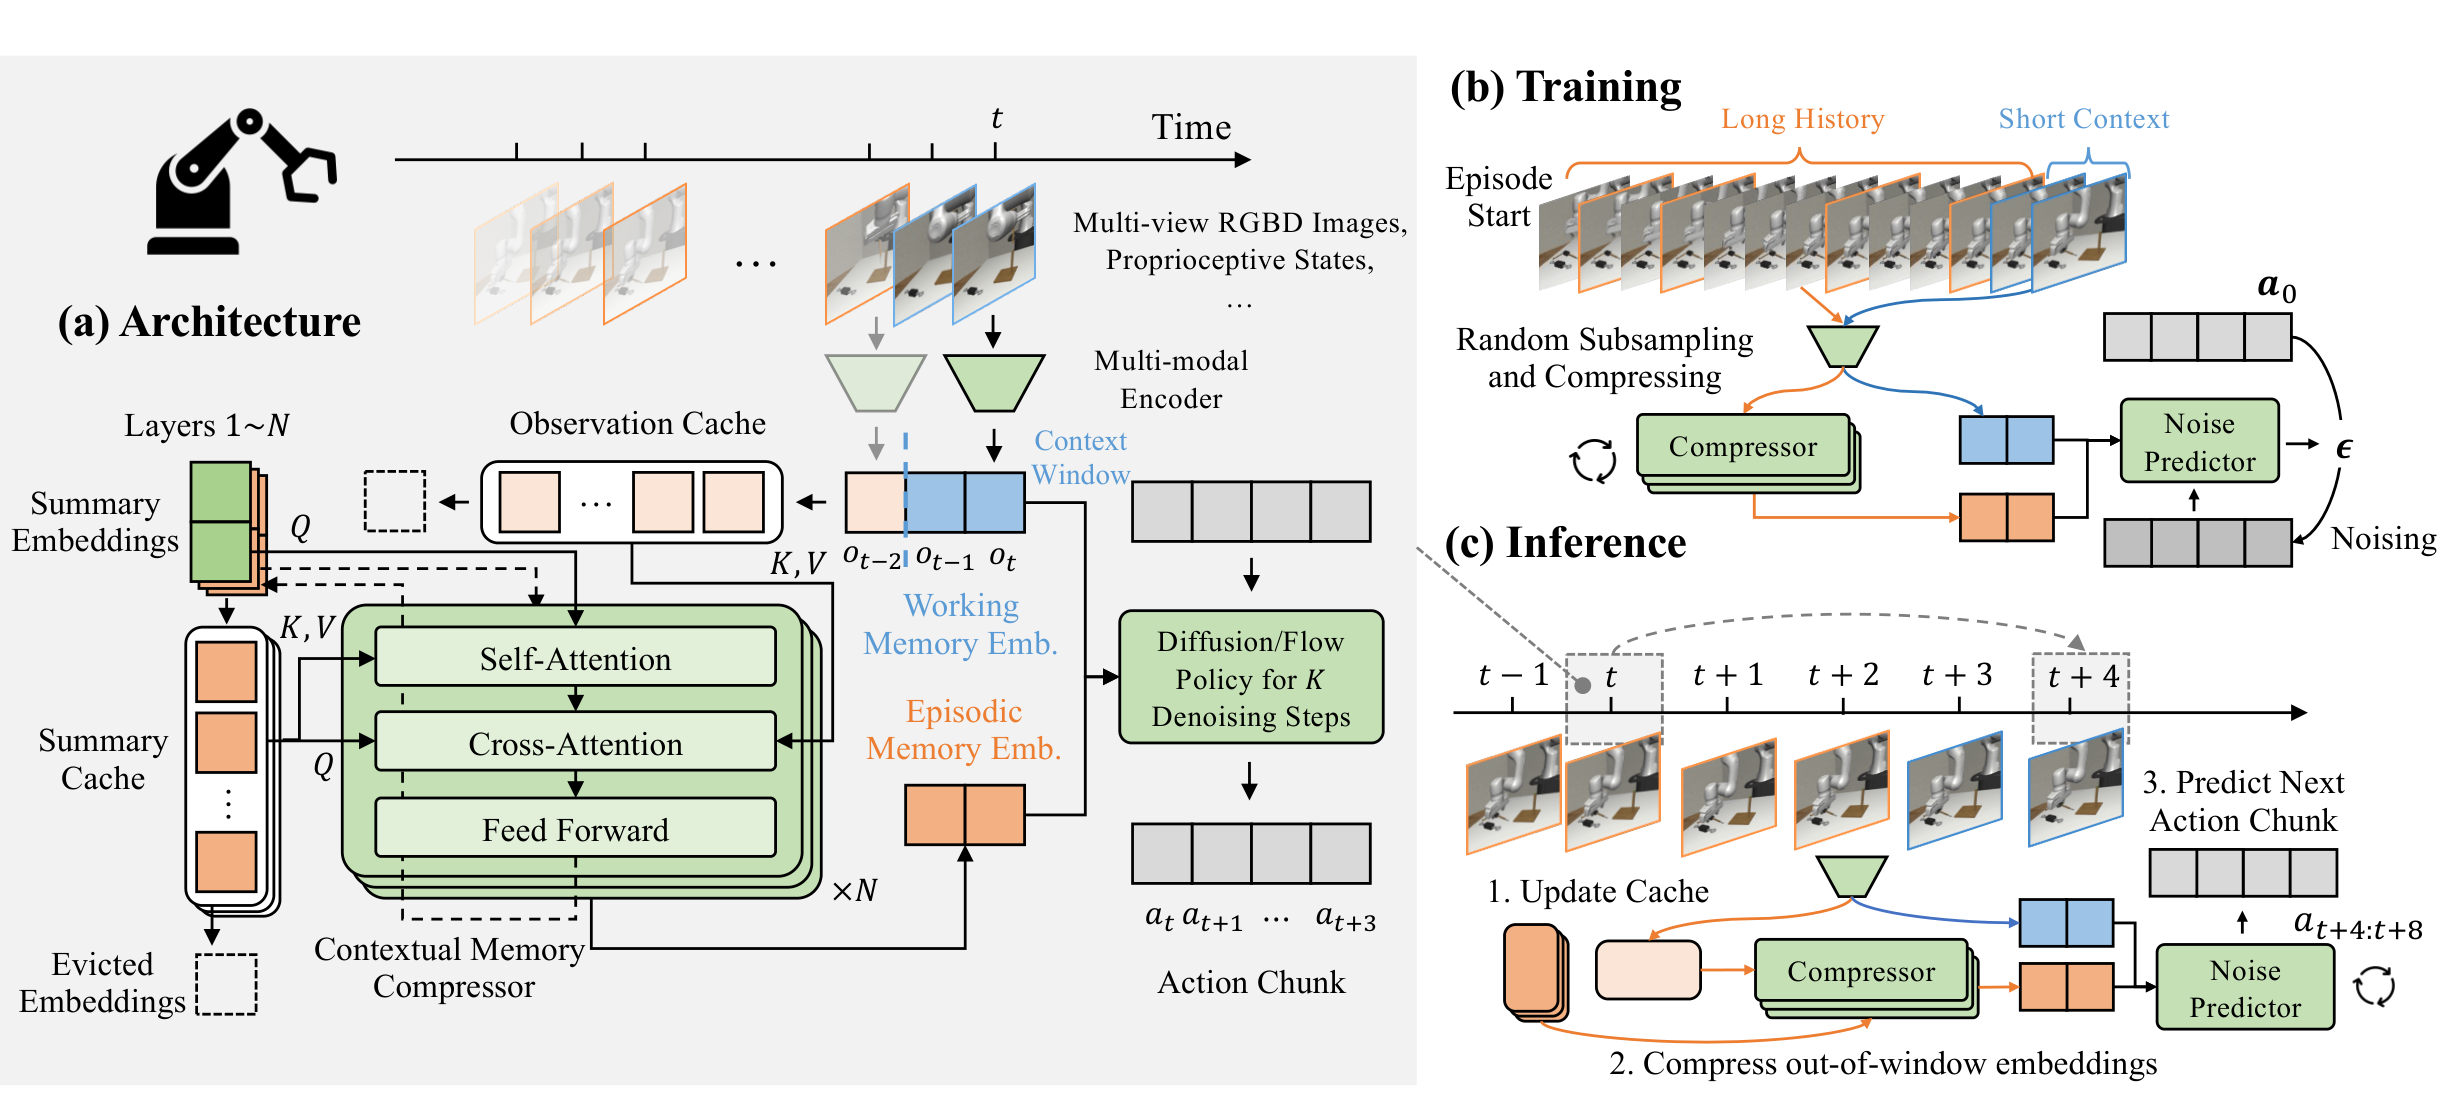 (a) Architecture
t
Time
Multi-view RGBD Images,
Proprioceptive States,
...
...
Multi-modal
Encoder
Layers 1~N
Observation Cache
Context
Window
Summary
Embeddings
Q
...
K, V
o_{t-2} o_{t-1} o_t
K, V
Working
Memory Emb.
Self-Attention
Diffusion/Flow
Policy for K
Denoising Steps
Summary
Cache
Q
Cross-Attention
Episodic
Memory Emb.
⋮
Feed Forward
×N
a_t a_{t+1} ... a_{t+3}
Contextual Memory
Compressor
Evicted
Embeddings
Action Chunk
(b) Training
Long History
Short Context
Episode
Start
a_0
Random Subsampling
and Compressing
Compressor
Noise
Predictor
ϵ
Noising
(c) Inference
t − 1
t
t + 1
t + 2
t + 3
t + 4
3. Predict Next
Action Chunk
1. Update Cache
a_{t+4:t+8}
Compressor
Noise
Predictor
2. Compress out-of-window embeddings